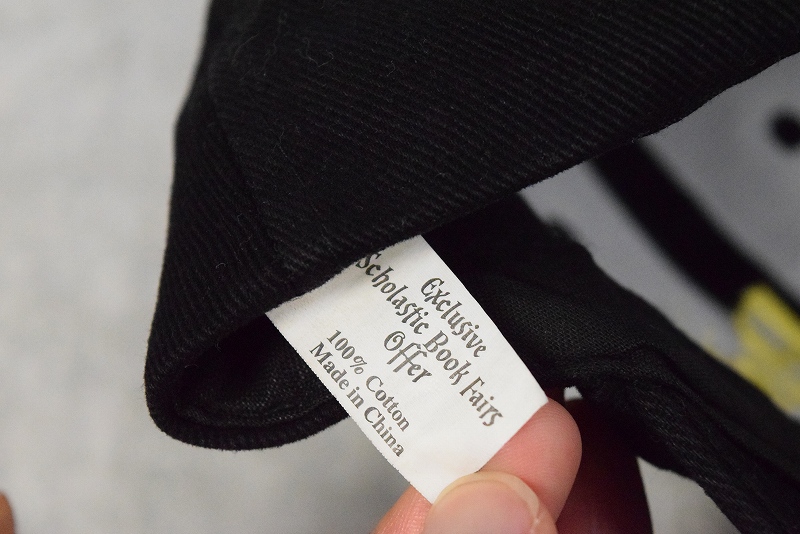 Exclusive
Scholastic Book Fairs
Offer
100% Cotton
Made in China